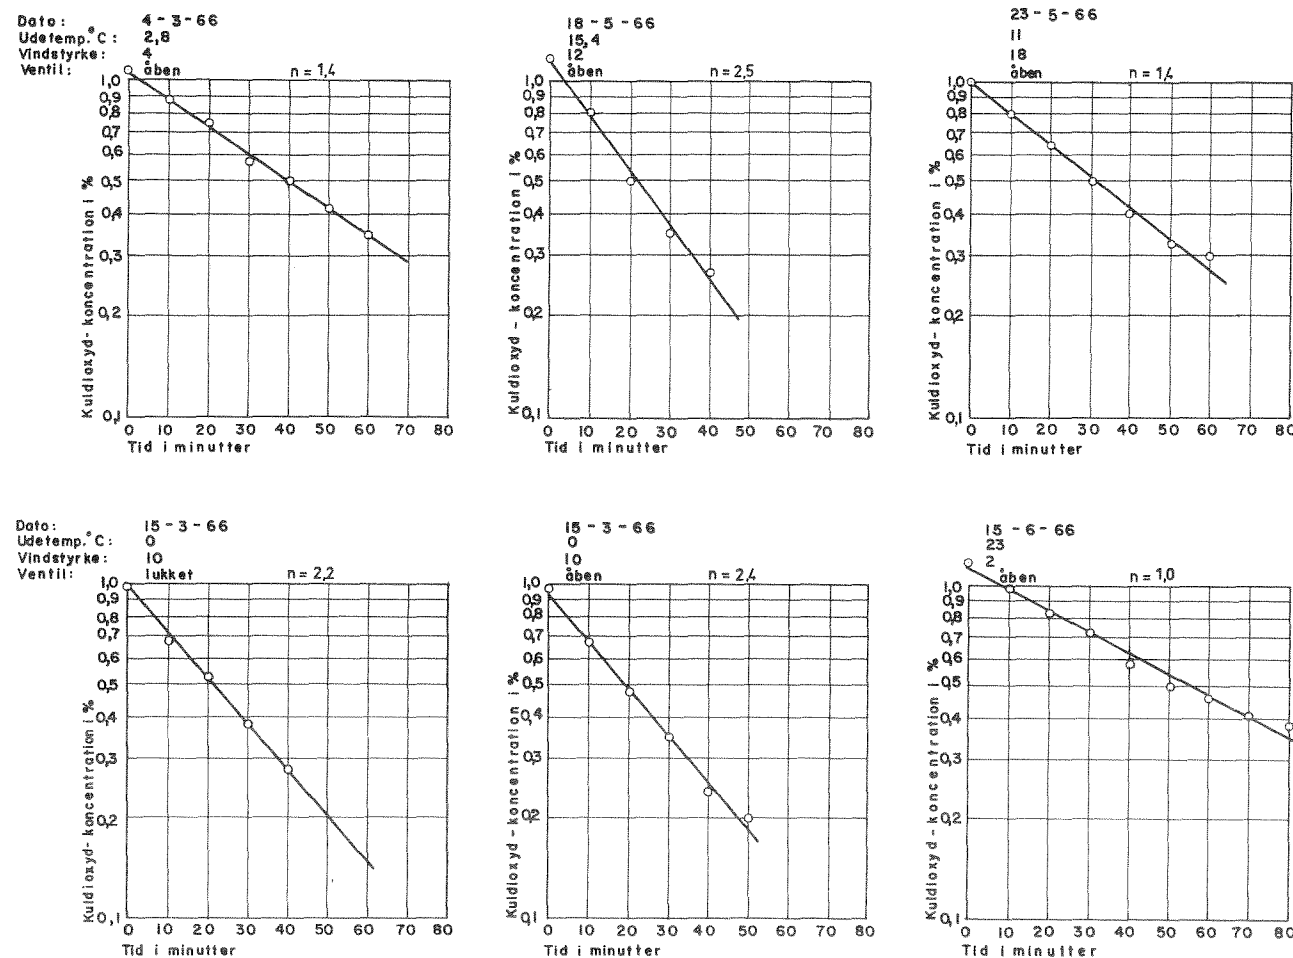 Dato: 4-3-66
Udetemp.°C: 2,8
Vindstyrke: 4
Ventil: åben n = 1,4
1,0
0,9
0,8
0,7
0,6
0,5
0,4
0,3
0,2
0,1
Kuldioxyd-koncentration i %
0 10 20 30 40 50 60 70 80
Tid i minutter
18-5-66
15,4
12
åben n = 2,5
1,0
0,9
0,8
0,7
0,6
0,5
0,4
0,3
0,2
0,1
Kuldioxyd-koncentration i %
0 10 20 30 40 50 60 70 80
Tid i minutter
23-5-66
11
18
åben n = 1,4
1,0
0,9
0,8
0,7
0,6
0,5
0,4
0,3
0,2
0,1
Kuldioxyd-koncentration i %
0 10 20 30 40 50 60 70 80
Tid i minutter
Dato: 15-3-66
Udetemp.°C: 0
Vindstyrke: 10
Ventil: lukket n = 2,2
1,0
0,9
0,8
0,7
0,6
0,5
0,4
0,3
0,2
0,1
Kuldioxyd-koncentration i %
0 10 20 30 40 50 60 70 80
Tid i minutter
15-3-66
0
10
åben n = 2,4
1,0
0,9
0,8
0,7
0,6
0,5
0,4
0,3
0,2
0,1
Kuldioxyd-koncentration i %
0 10 20 30 40 50 60 70 80
Tid i minutter
15-6-66
23
2
åben n = 1,0
1,0
0,9
0,8
0,7
0,6
0,5
0,4
0,3
0,2
0,1
Kuldioxyd-koncentration i %
0 10 20 30 40 50 60 70 80
Tid i minutter